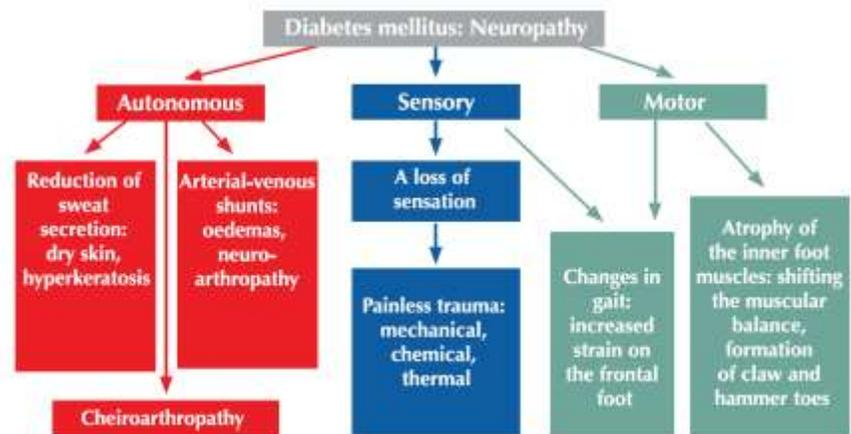 Diabetes mellitus: Neuropathy
Autonomous
Sensory
Motor
Reduction of
sweat
secretion:
dry skin,
hyperkeratosis
Arterial-venous
shunts:
oedemas,
neuro-
arthropathy
Cheiroarthropathy
A loss of
sensation
Painless trauma:
mechanical,
chemical,
thermal
Changes in
gait:
increased
strain on
the frontal
foot
Atrophy of
the inner foot
muscles: shifting
the muscular
balance,
formation
of claw and
hammer toes